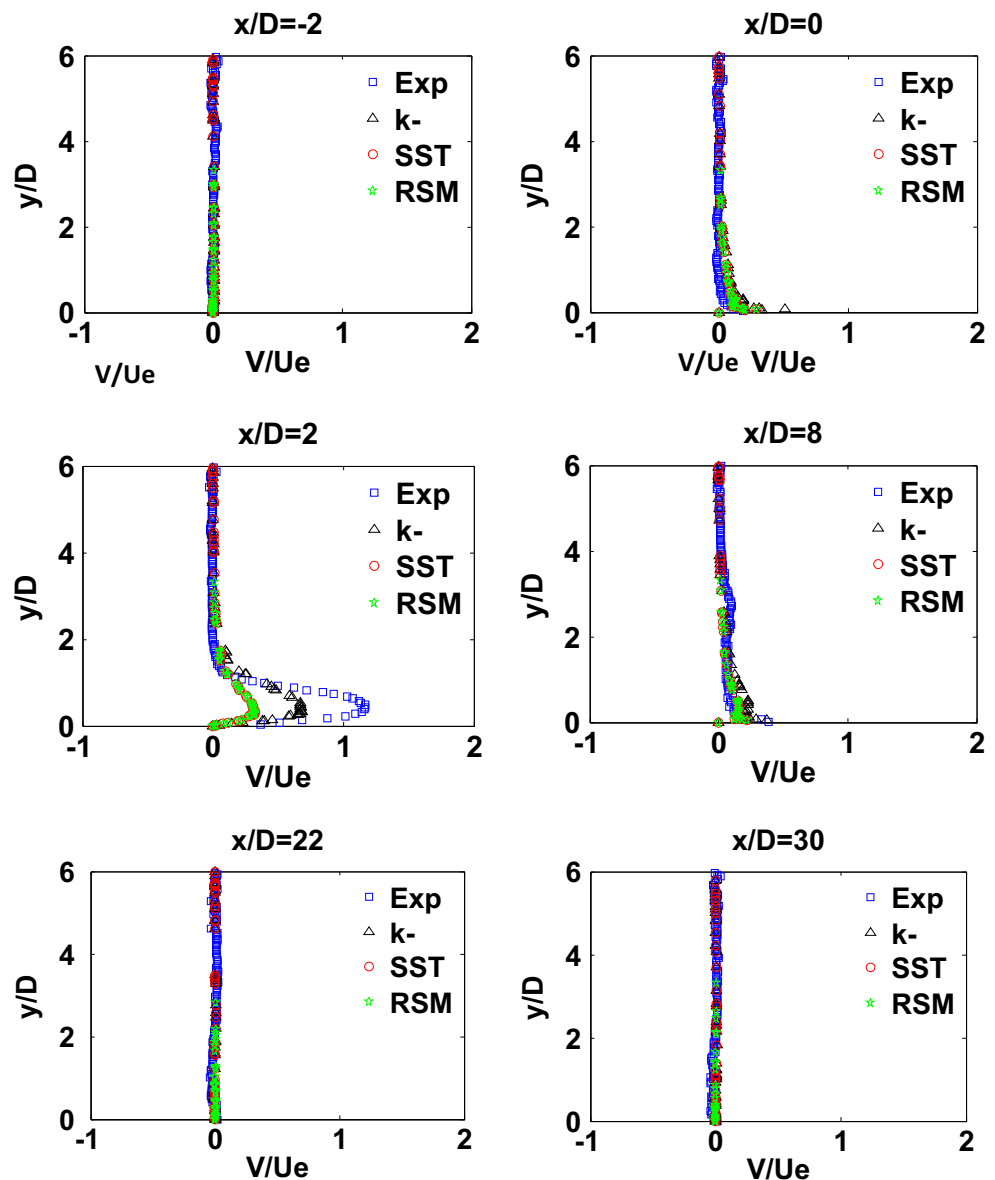 x/D=-2
6
4
2
0
y/D
-1
0
1
2
V/Ue
V/Ue
Exp
k-
SST
RSM
x/D=0
6
4
2
0
y/D
-1
0
1
2
V/Ue V/Ue
Exp
k-
SST
RSM
x/D=2
6
4
2
0
y/D
-1
0
1
2
V/Ue
Exp
k-
SST
RSM
x/D=8
6
4
2
0
y/D
-1
0
1
2
V/Ue
Exp
k-
SST
RSM
x/D=22
6
4
2
0
y/D
-1
0
1
2
V/Ue
Exp
k-
SST
RSM
x/D=30
6
4
2
0
y/D
-1
0
1
2
V/Ue
Exp
k-
SST
RSM